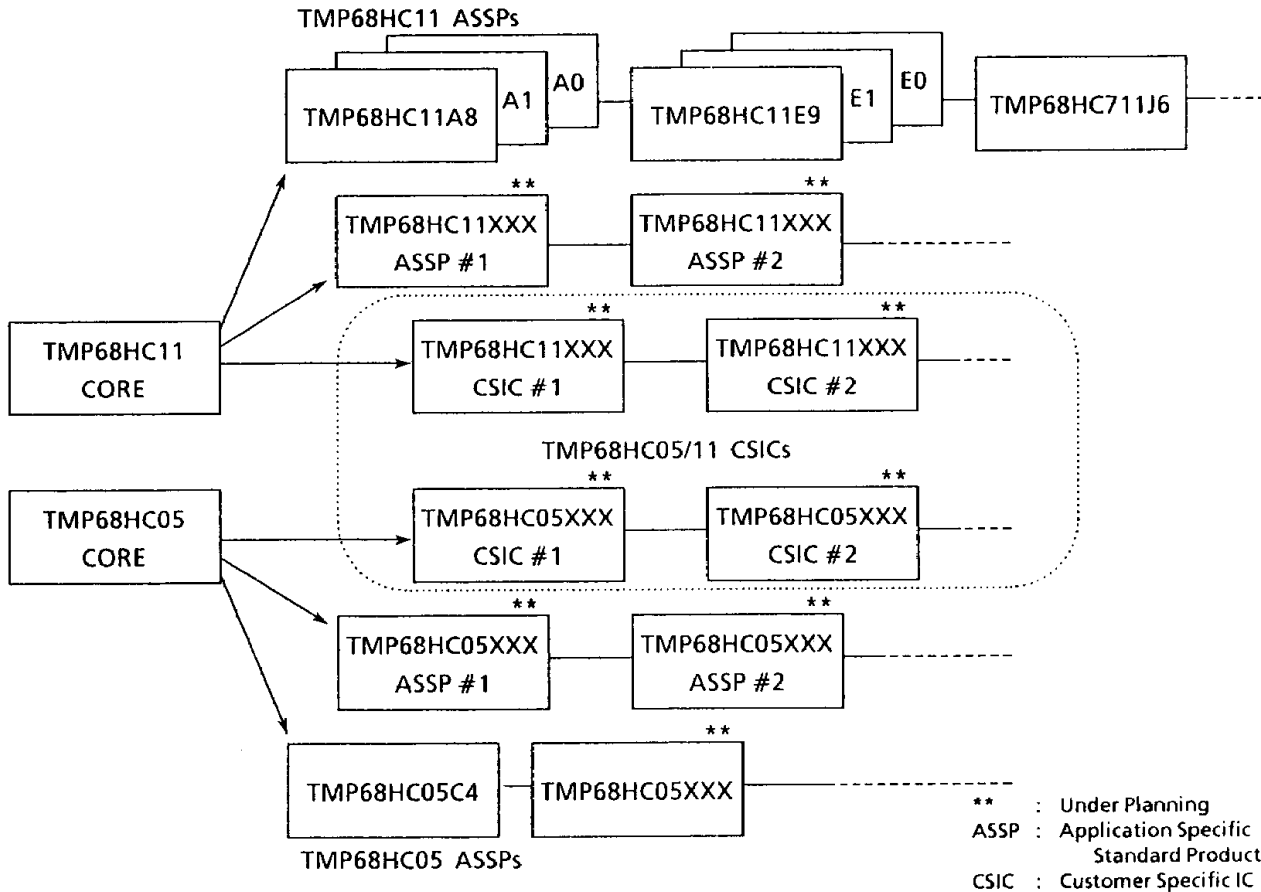 TMP68HC11 ASSPs
TMP68HC11A8
A1
A0
TMP68HC11E9
E1
E0
TMP68HC711J6
**
**
TMP68HC11XXX
ASSP #1
TMP68HC11XXX
ASSP #2
**
**
TMP68HC11
CORE
TMP68HC11XXX
CSIC #1
TMP68HC11XXX
CSIC #2
TMP68HC05/11 CSICs
**
**
TMP68HC05
CORE
TMP68HC05XXX
CSIC #1
TMP68HC05XXX
CSIC #2
**
**
TMP68HC05XXX
ASSP #1
TMP68HC05XXX
ASSP #2
**
TMP68HC05C4
TMP68HC05XXX
TMP68HC05 ASSPs
** : Under Planning
ASSP : Application Specific
Standard Product
CSIC : Customer Specific IC